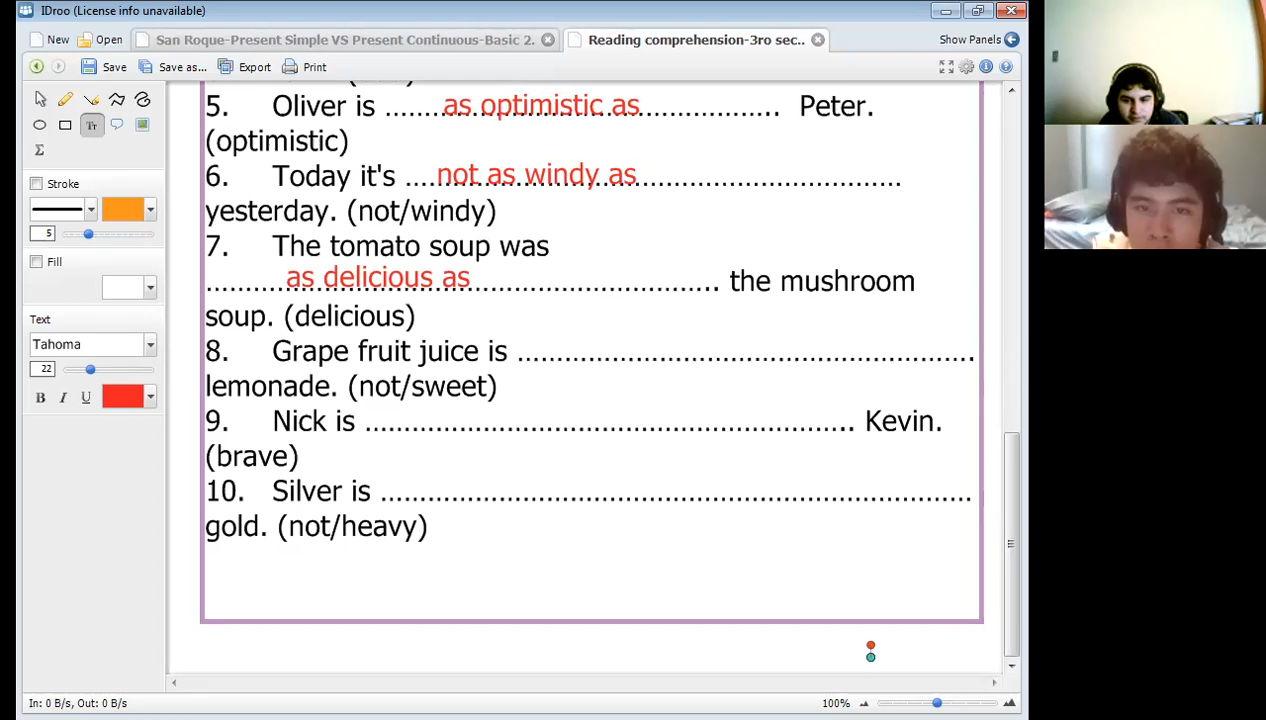 IDroo (License info unavailable)
New Open San Roque-Present Simple VS Present Continuous-Basic 2. Reading comprehension-3ro sec.. Show Panels
Save Save as... Export Print
Stroke
5
Fill
Text
Tahoma
22
B I U
5. Oliver is ...... as optimistic as .................. Peter.
(optimistic)
6. Today it's .... not as windy as ..................................
yesterday. (not/windy)
7. The tomato soup was
.......... as delicious as ................................ the mushroom
soup. (delicious)
8. Grape fruit juice is ..........................................................
lemonade. (not/sweet)
9. Nick is .............................................................. Kevin.
(brave)
10. Silver is ...........................................................................
gold. (not/heavy)
In: 0 B/s, Out: 0 B/s 100%